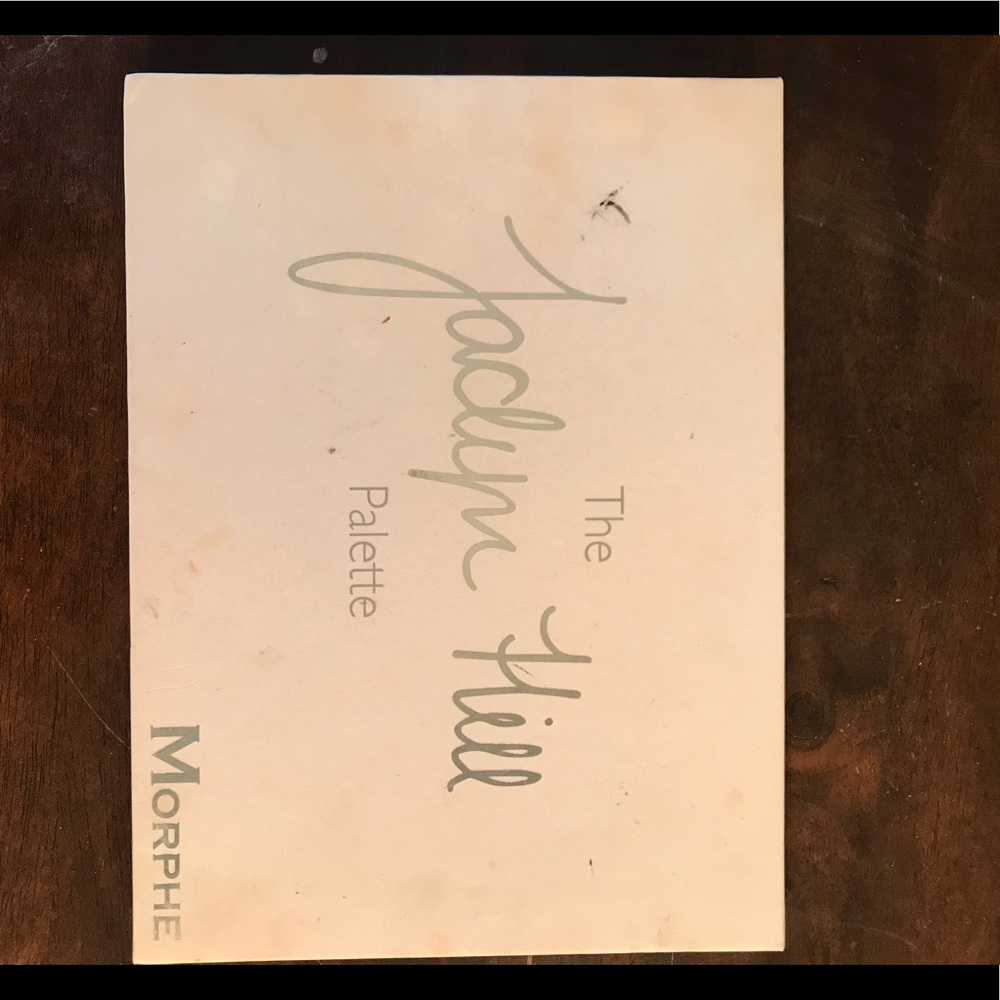 The
Jaclyn Hill
Palette
MORPHE